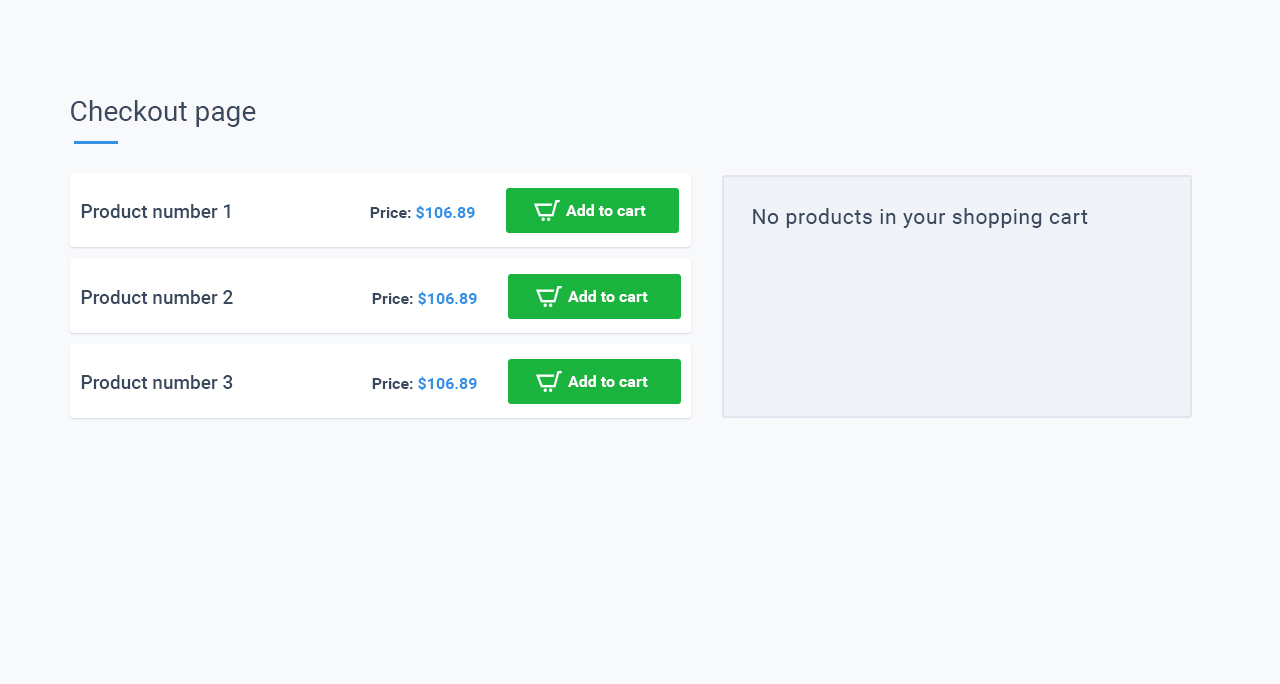 Checkout page
Product number 1 Price: $106.89 Add to cart
Product number 2 Price: $106.89 Add to cart
Product number 3 Price: $106.89 Add to cart
No products in your shopping cart